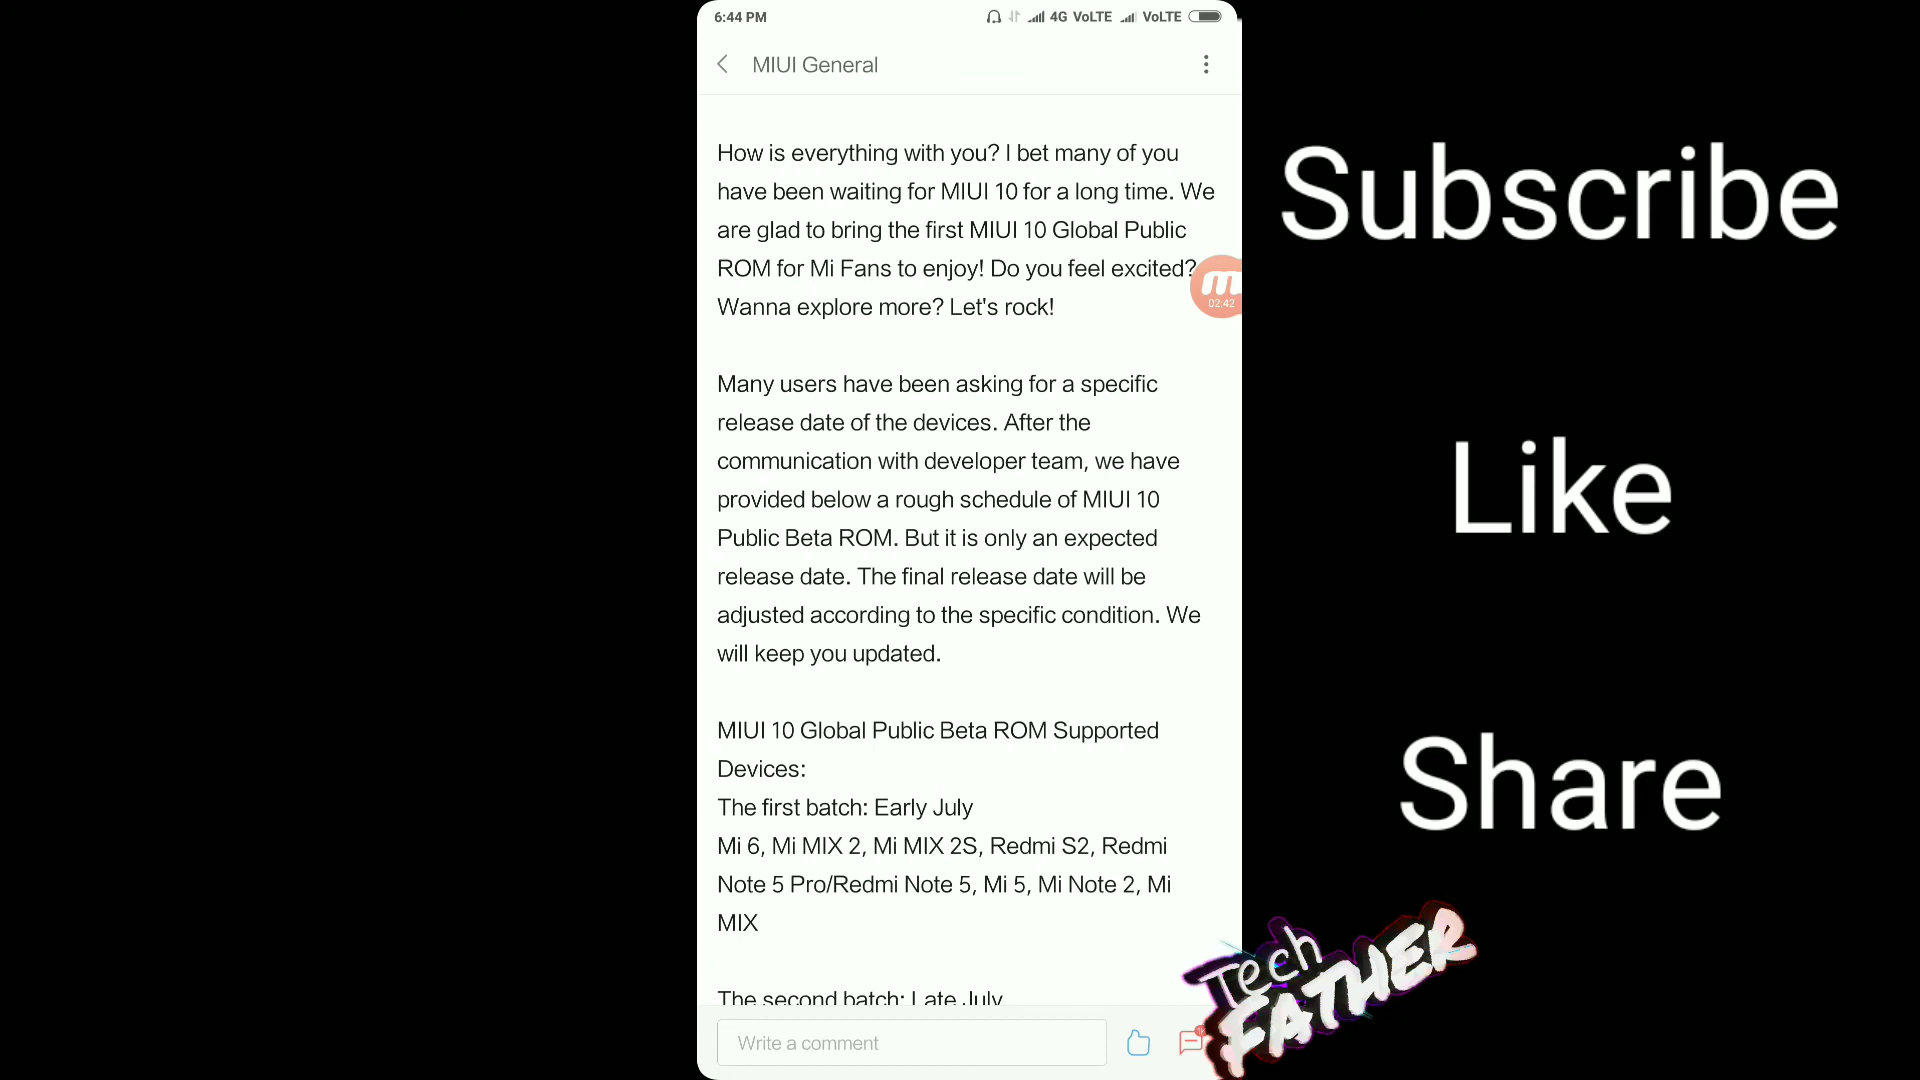 6:44 PM
4G VoLTE VoLTE
MIUI General
How is everything with you? I bet many of you
have been waiting for MIUI 10 for a long time. We
are glad to bring the first MIUI 10 Global Public
ROM for Mi Fans to enjoy! Do you feel excited?
Wanna explore more? Let's rock!
02:42
Many users have been asking for a specific
release date of the devices. After the
communication with developer team, we have
provided below a rough schedule of MIUI 10
Public Beta ROM. But it is only an expected
release date. The final release date will be
adjusted according to the specific condition. We
will keep you updated.
MIUI 10 Global Public Beta ROM Supported
Devices:
The first batch: Early July
Mi 6, Mi MIX 2, Mi MIX 2S, Redmi S2, Redmi
Note 5 Pro/Redmi Note 5, Mi 5, Mi Note 2, Mi
MIX
The second batch: Late July
Write a comment
Subscribe
Like
Share
Tech
FATHER